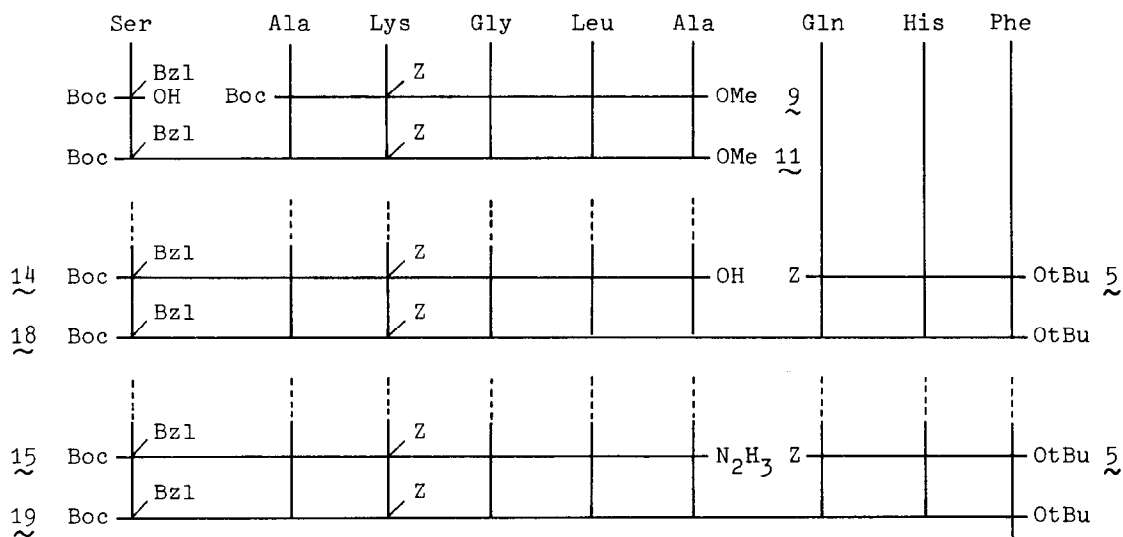 Ser Ala Lys Gly Leu Ala Gln His Phe
Bzl Z
Boc OH Boc OMe 9
Bzl Z
Boc OMe 11
Bzl Z
14 Boc OH Z OtBu 5
Bzl Z
18 Boc OtBu
Bzl Z
15 Boc N2H3 Z OtBu 5
Bzl Z
19 Boc OtBu